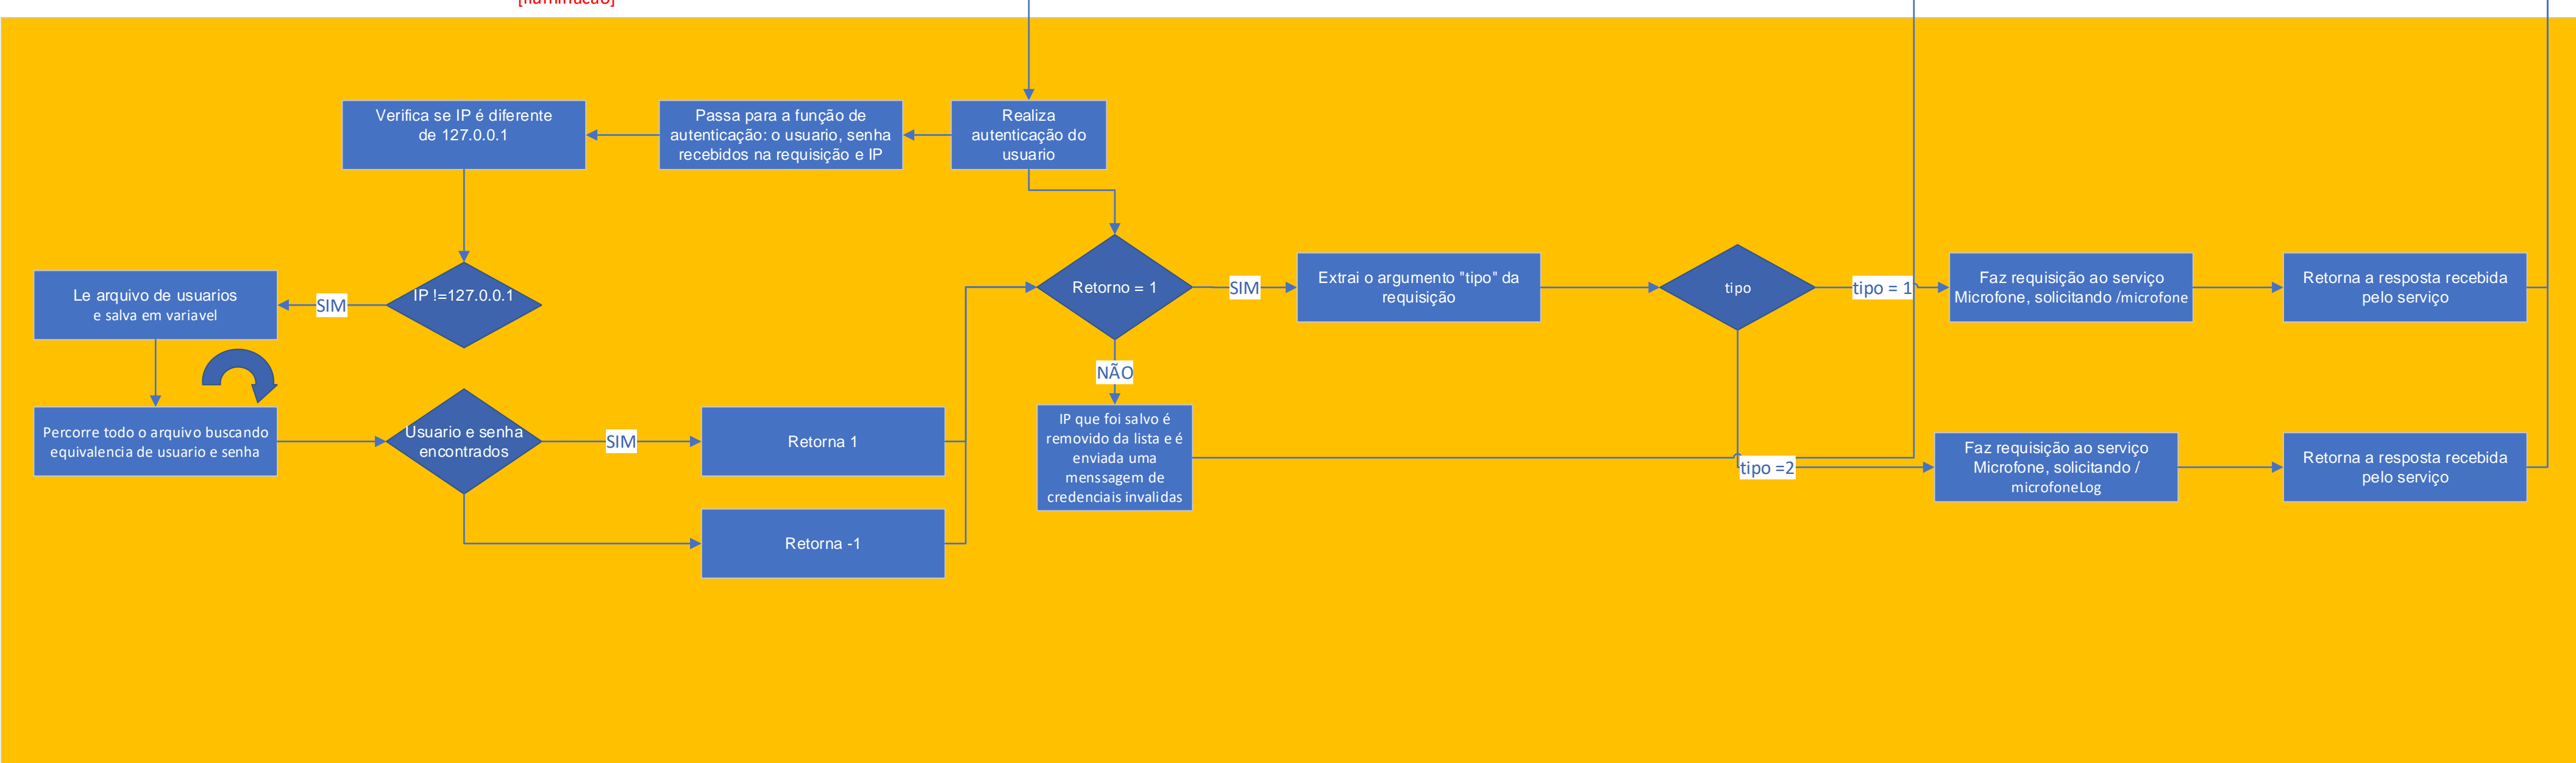 Verifica se IP é diferente
de 127.0.0.1
Passa para a função de
autenticação: o usuario, senha
recebidos na requisição e IP
Realiza
autenticação do
usuario
Le arquivo de usuarios
e salva em variavel
SIM
IP !=127.0.0.1
Retorno = 1
SIM
Extrai o argumento "tipo" da
requisição
tipo
tipo = 1
Faz requisição ao serviço
Microfone, solicitando /microfone
Retorna a resposta recebida
pelo serviço
NÃO
Percorre todo o arquivo buscando
equivalencia de usuario e senha
Usuario e senha
encontrados
SIM
Retorna 1
IP que foi salvo é
removido da lista e é
enviada uma
menssagem de
credenciais invalidas
tipo =2
Faz requisição ao serviço
Microfone, solicitando /
microfoneLog
Retorna a resposta recebida
pelo serviço
Retorna -1